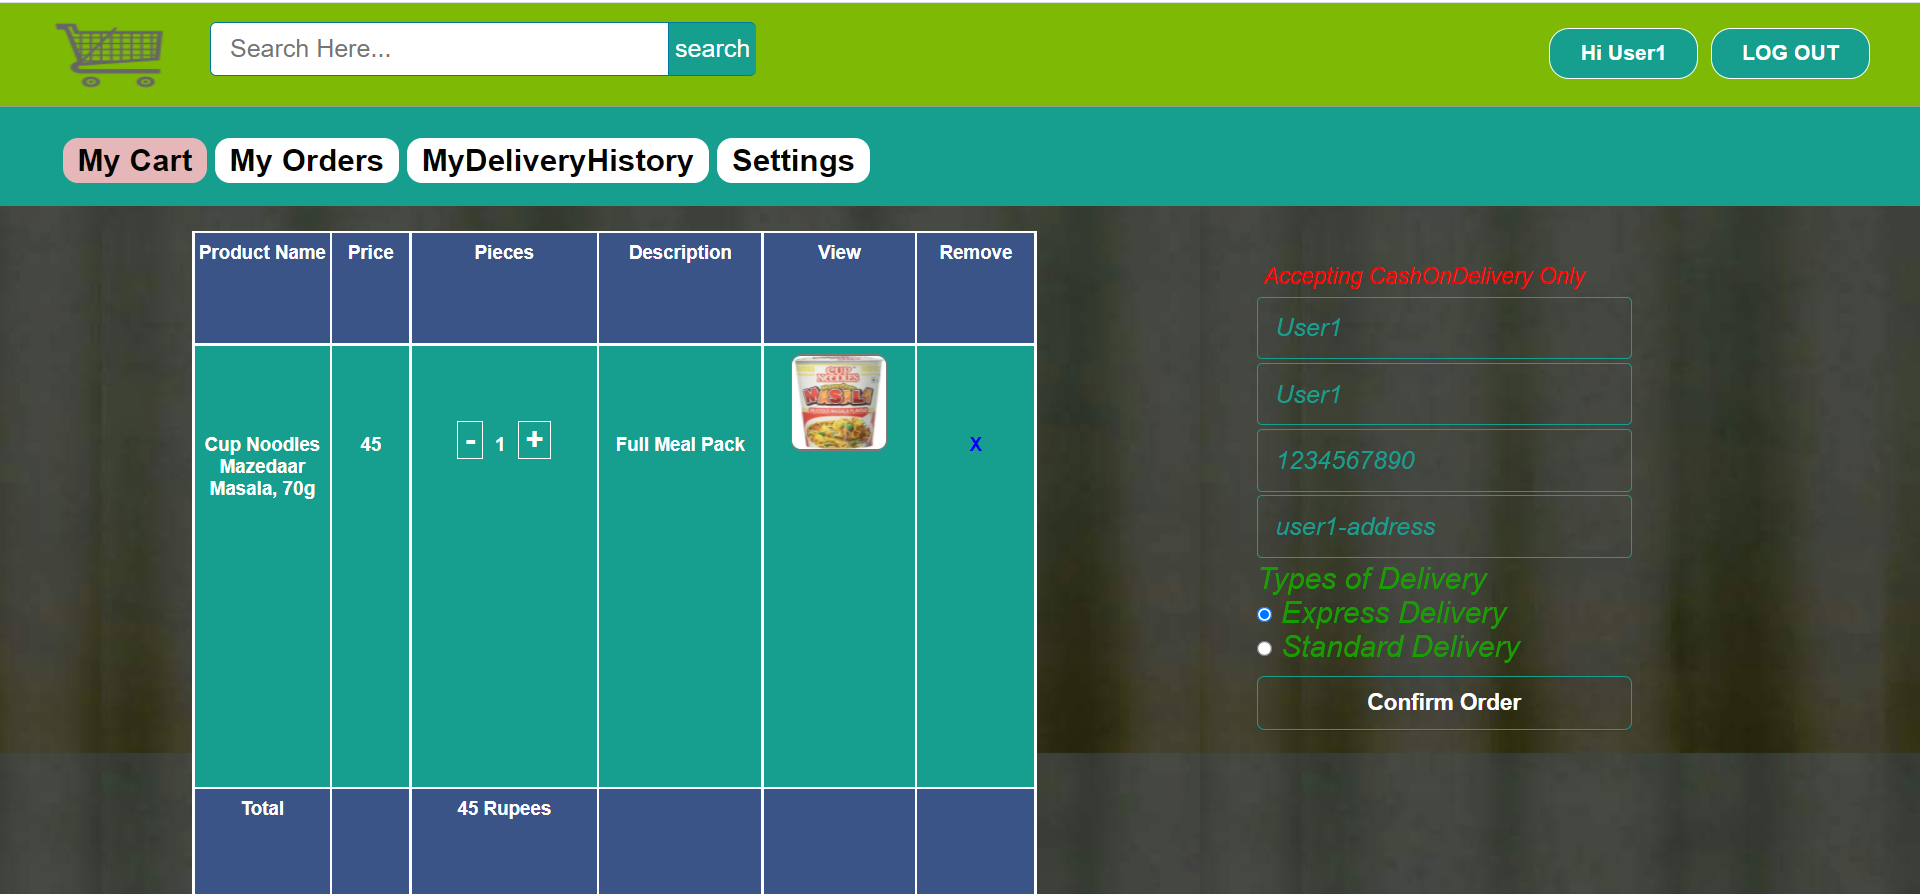 Search Here...
search
Hi User1
LOG OUT
My Cart
My Orders
MyDeliveryHistory
Settings
Product Name
Price
Pieces
Description
View
Remove
Cup Noodles
Mazedaar
Masala, 70g
45
-
1
+
Full Meal Pack
CUP
NOODLES
MASALA
X
Total
45 Rupees
Accepting CashOnDelivery Only
User1
User1
1234567890
user1-address
Types of Delivery
Express Delivery
Standard Delivery
Confirm Order